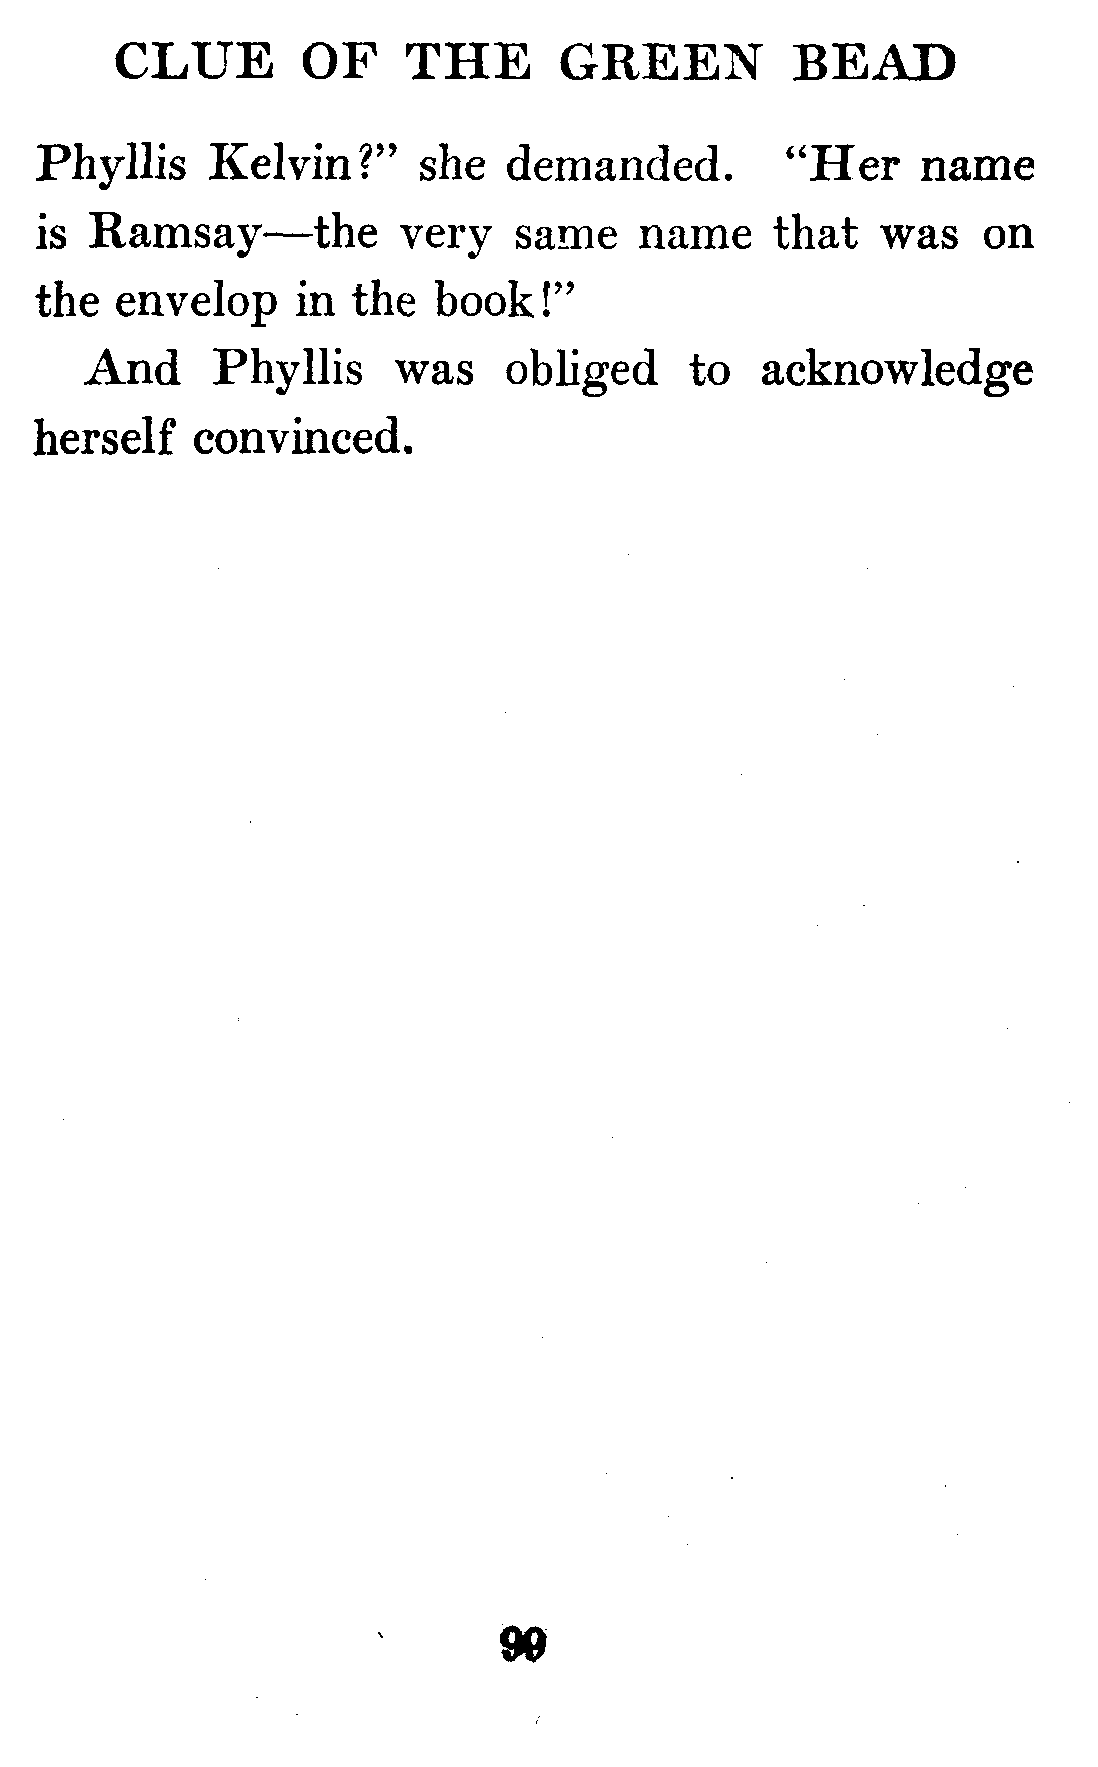 CLUE OF THE GREEN BEAD
Phyllis Kelvin?” she demanded. “Her name
is Ramsay—the very same name that was on
the envelop in the book!”
And Phyllis was obliged to acknowledge
herself convinced.
99